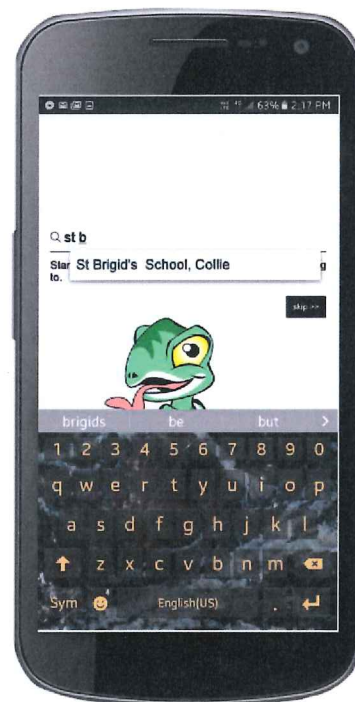 63% 2:17 PM
st b
Star g
St Brigid's School, Collie
to.
skip >>
brigids be but >
1 2 3 4 5 6 7 8 9 0
q w e r t y u i o p
a s d f g h j k l
z x c v b n m
Sym English(US) .